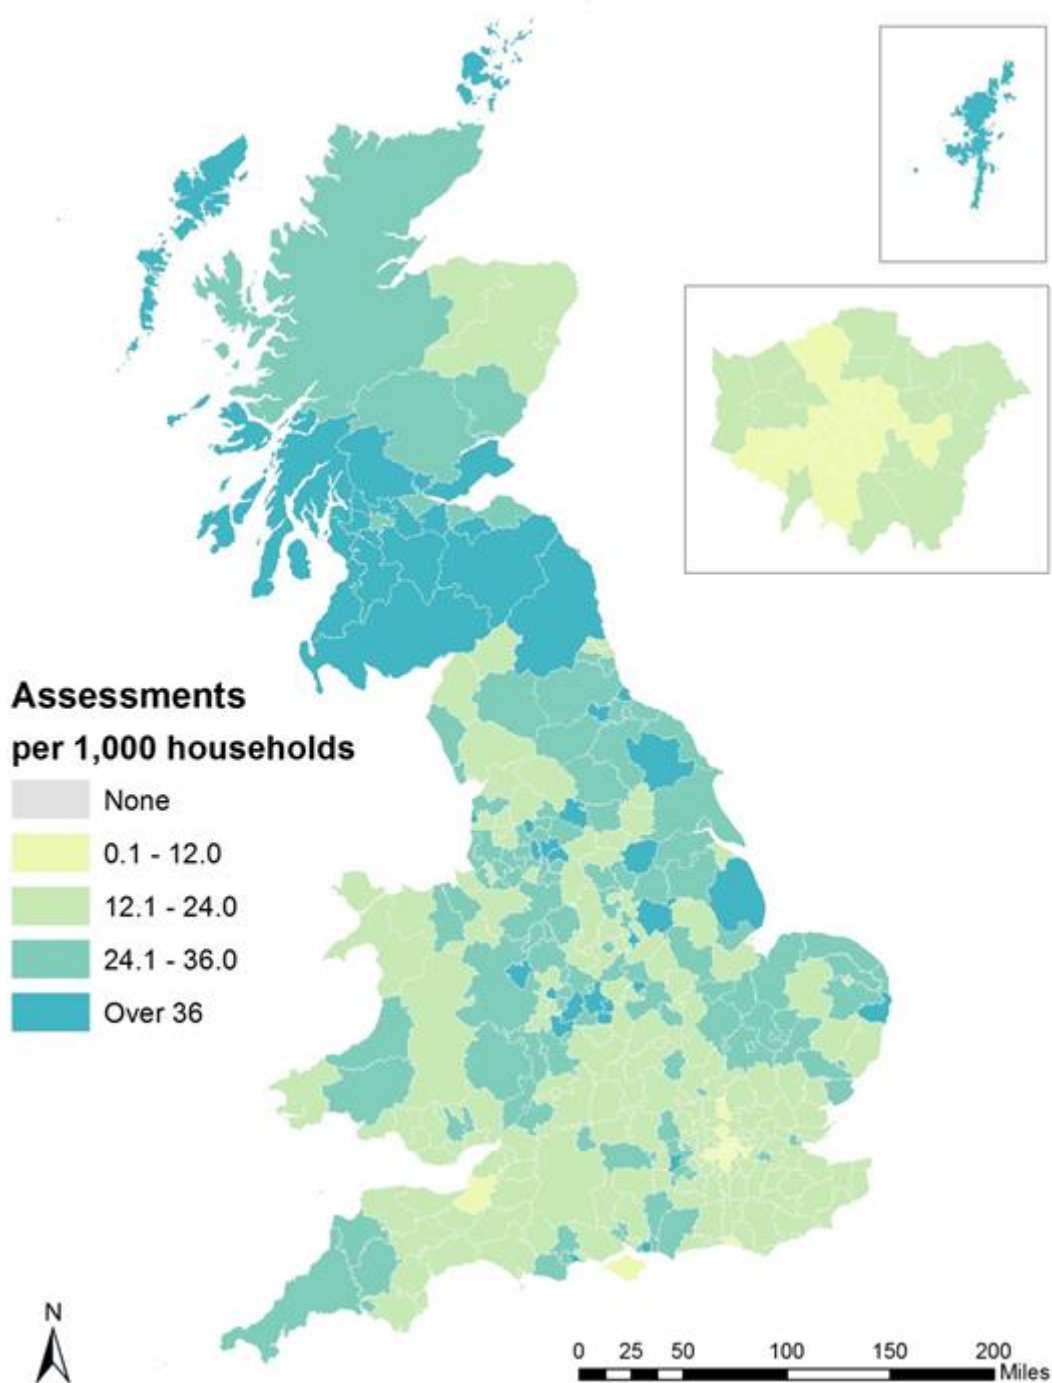 Assessments
per 1,000 households
None
0.1 - 12.0
12.1 - 24.0
24.1 - 36.0
Over 36
N
0 25 50 100 150 200
Miles